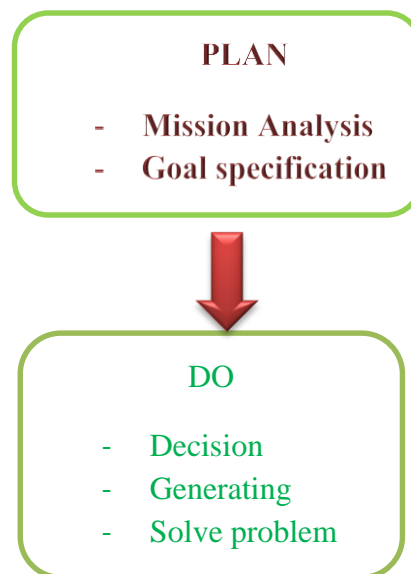 PLAN
- Mission Analysis
- Goal specification
DO
- Decision
- Generating
- Solve problem